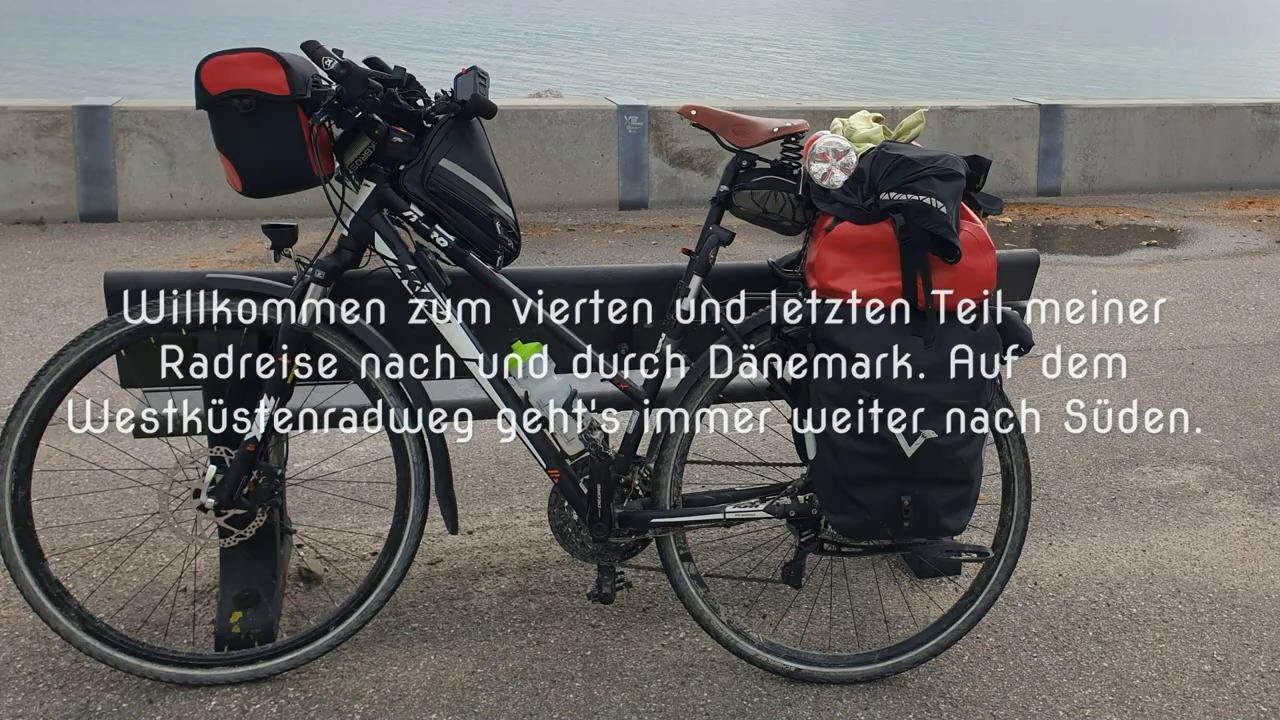 Willkommen zum vierten und letzten Teil meiner
Radreise nach und durch Dänemark. Auf dem
Westküstenradweg geht's immer weiter nach Süden.